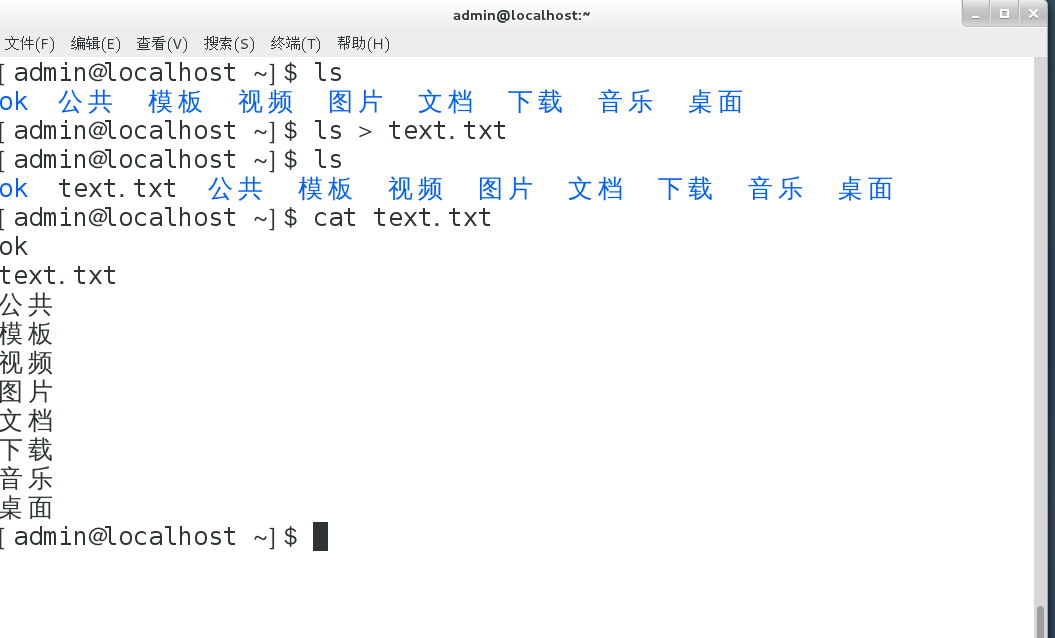 admin@localhost:~
文件(F) 编辑(E) 查看(V) 搜索(S) 终端(T) 帮助(H)
[admin@localhost ~]$ ls
ok 公共 模板 视频 图片 文档 下载 音乐 桌面
[admin@localhost ~]$ ls > text.txt
[admin@localhost ~]$ ls
ok text.txt 公共 模板 视频 图片 文档 下载 音乐 桌面
[admin@localhost ~]$ cat text.txt
ok
text.txt
公共
模板
视频
图片
文档
下载
音乐
桌面
[admin@localhost ~]$